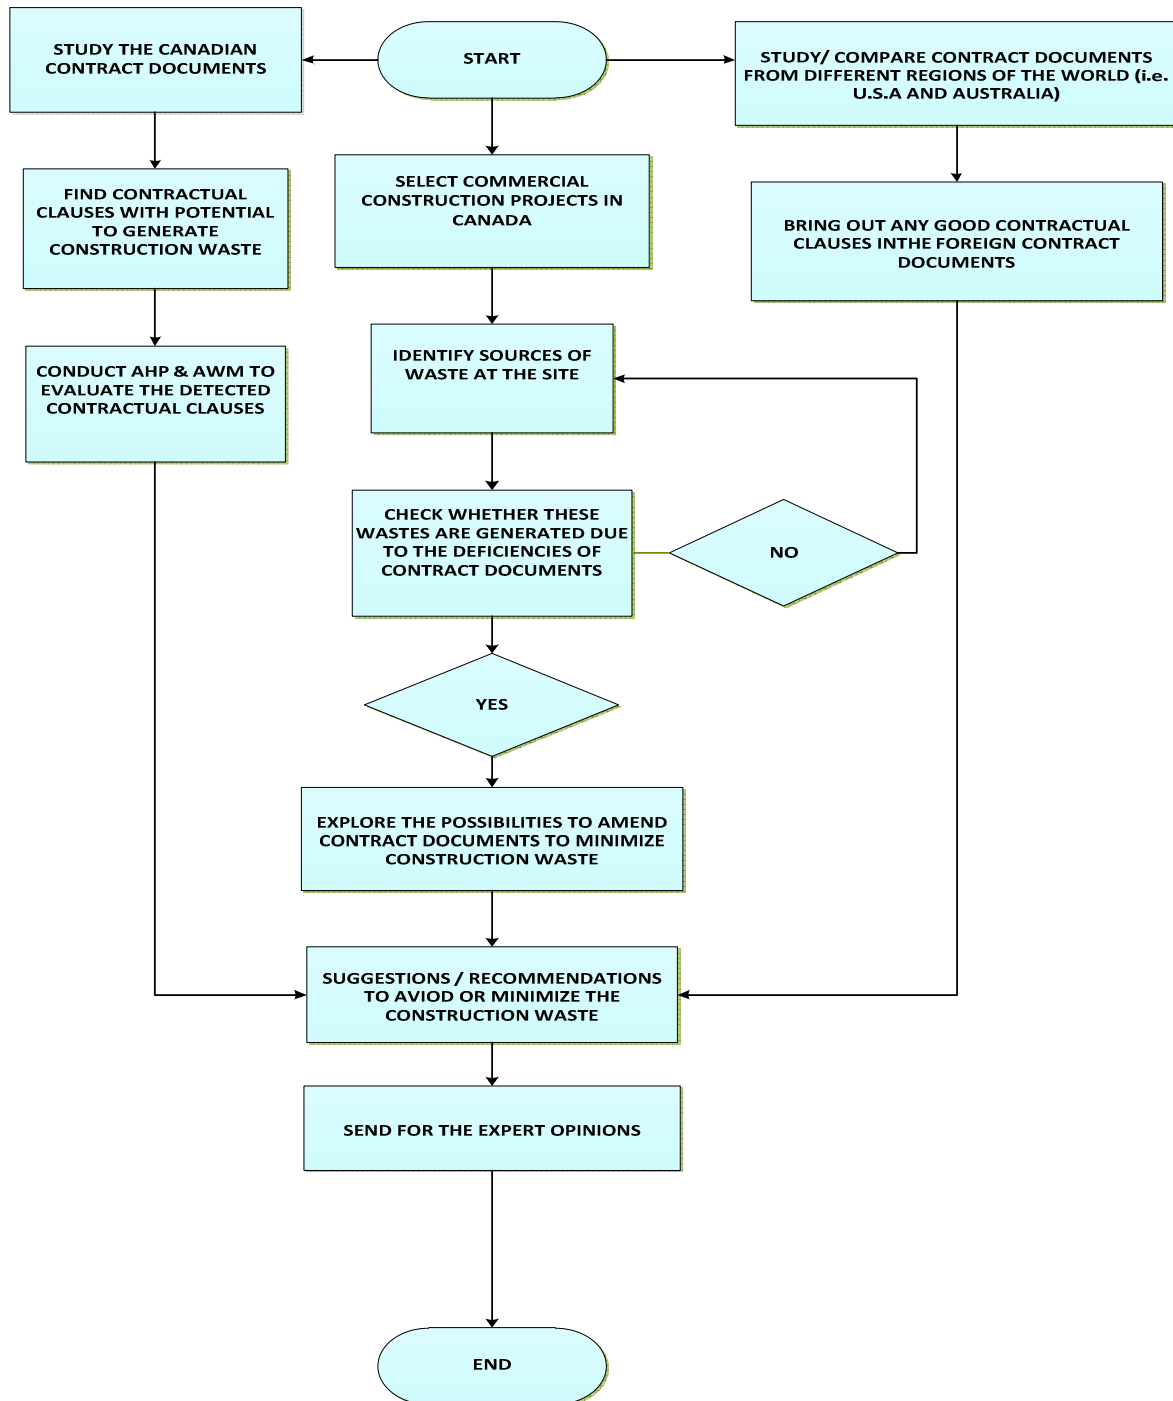 STUDY THE CANADIAN
CONTRACT DOCUMENTS
START
STUDY/ COMPARE CONTRACT DOCUMENTS
FROM DIFFERENT REGIONS OF THE WORLD (i.e.
U.S.A AND AUSTRALIA)
FIND CONTRACTUAL
CLAUSES WITH POTENTIAL
TO GENERATE
CONSTRUCTION WASTE
SELECT COMMERCIAL
CONSTRUCTION PROJECTS IN
CANADA
BRING OUT ANY GOOD CONTRACTUAL
CLAUSES INTHE FOREIGN CONTRACT
DOCUMENTS
CONDUCT AHP & AWM TO
EVALUATE THE DETECTED
CONTRACTUAL CLAUSES
IDENTIFY SOURCES OF
WASTE AT THE SITE
CHECK WHETHER THESE
WASTES ARE GENERATED DUE
TO THE DEFICIENCIES OF
CONTRACT DOCUMENTS
NO
YES
EXPLORE THE POSSIBILITIES TO AMEND
CONTRACT DOCUMENTS TO MINIMIZE
CONSTRUCTION WASTE
SUGGESTIONS / RECOMMENDATIONS
TO AVIOD OR MINIMIZE THE
CONSTRUCTION WASTE
SEND FOR THE EXPERT OPINIONS
END